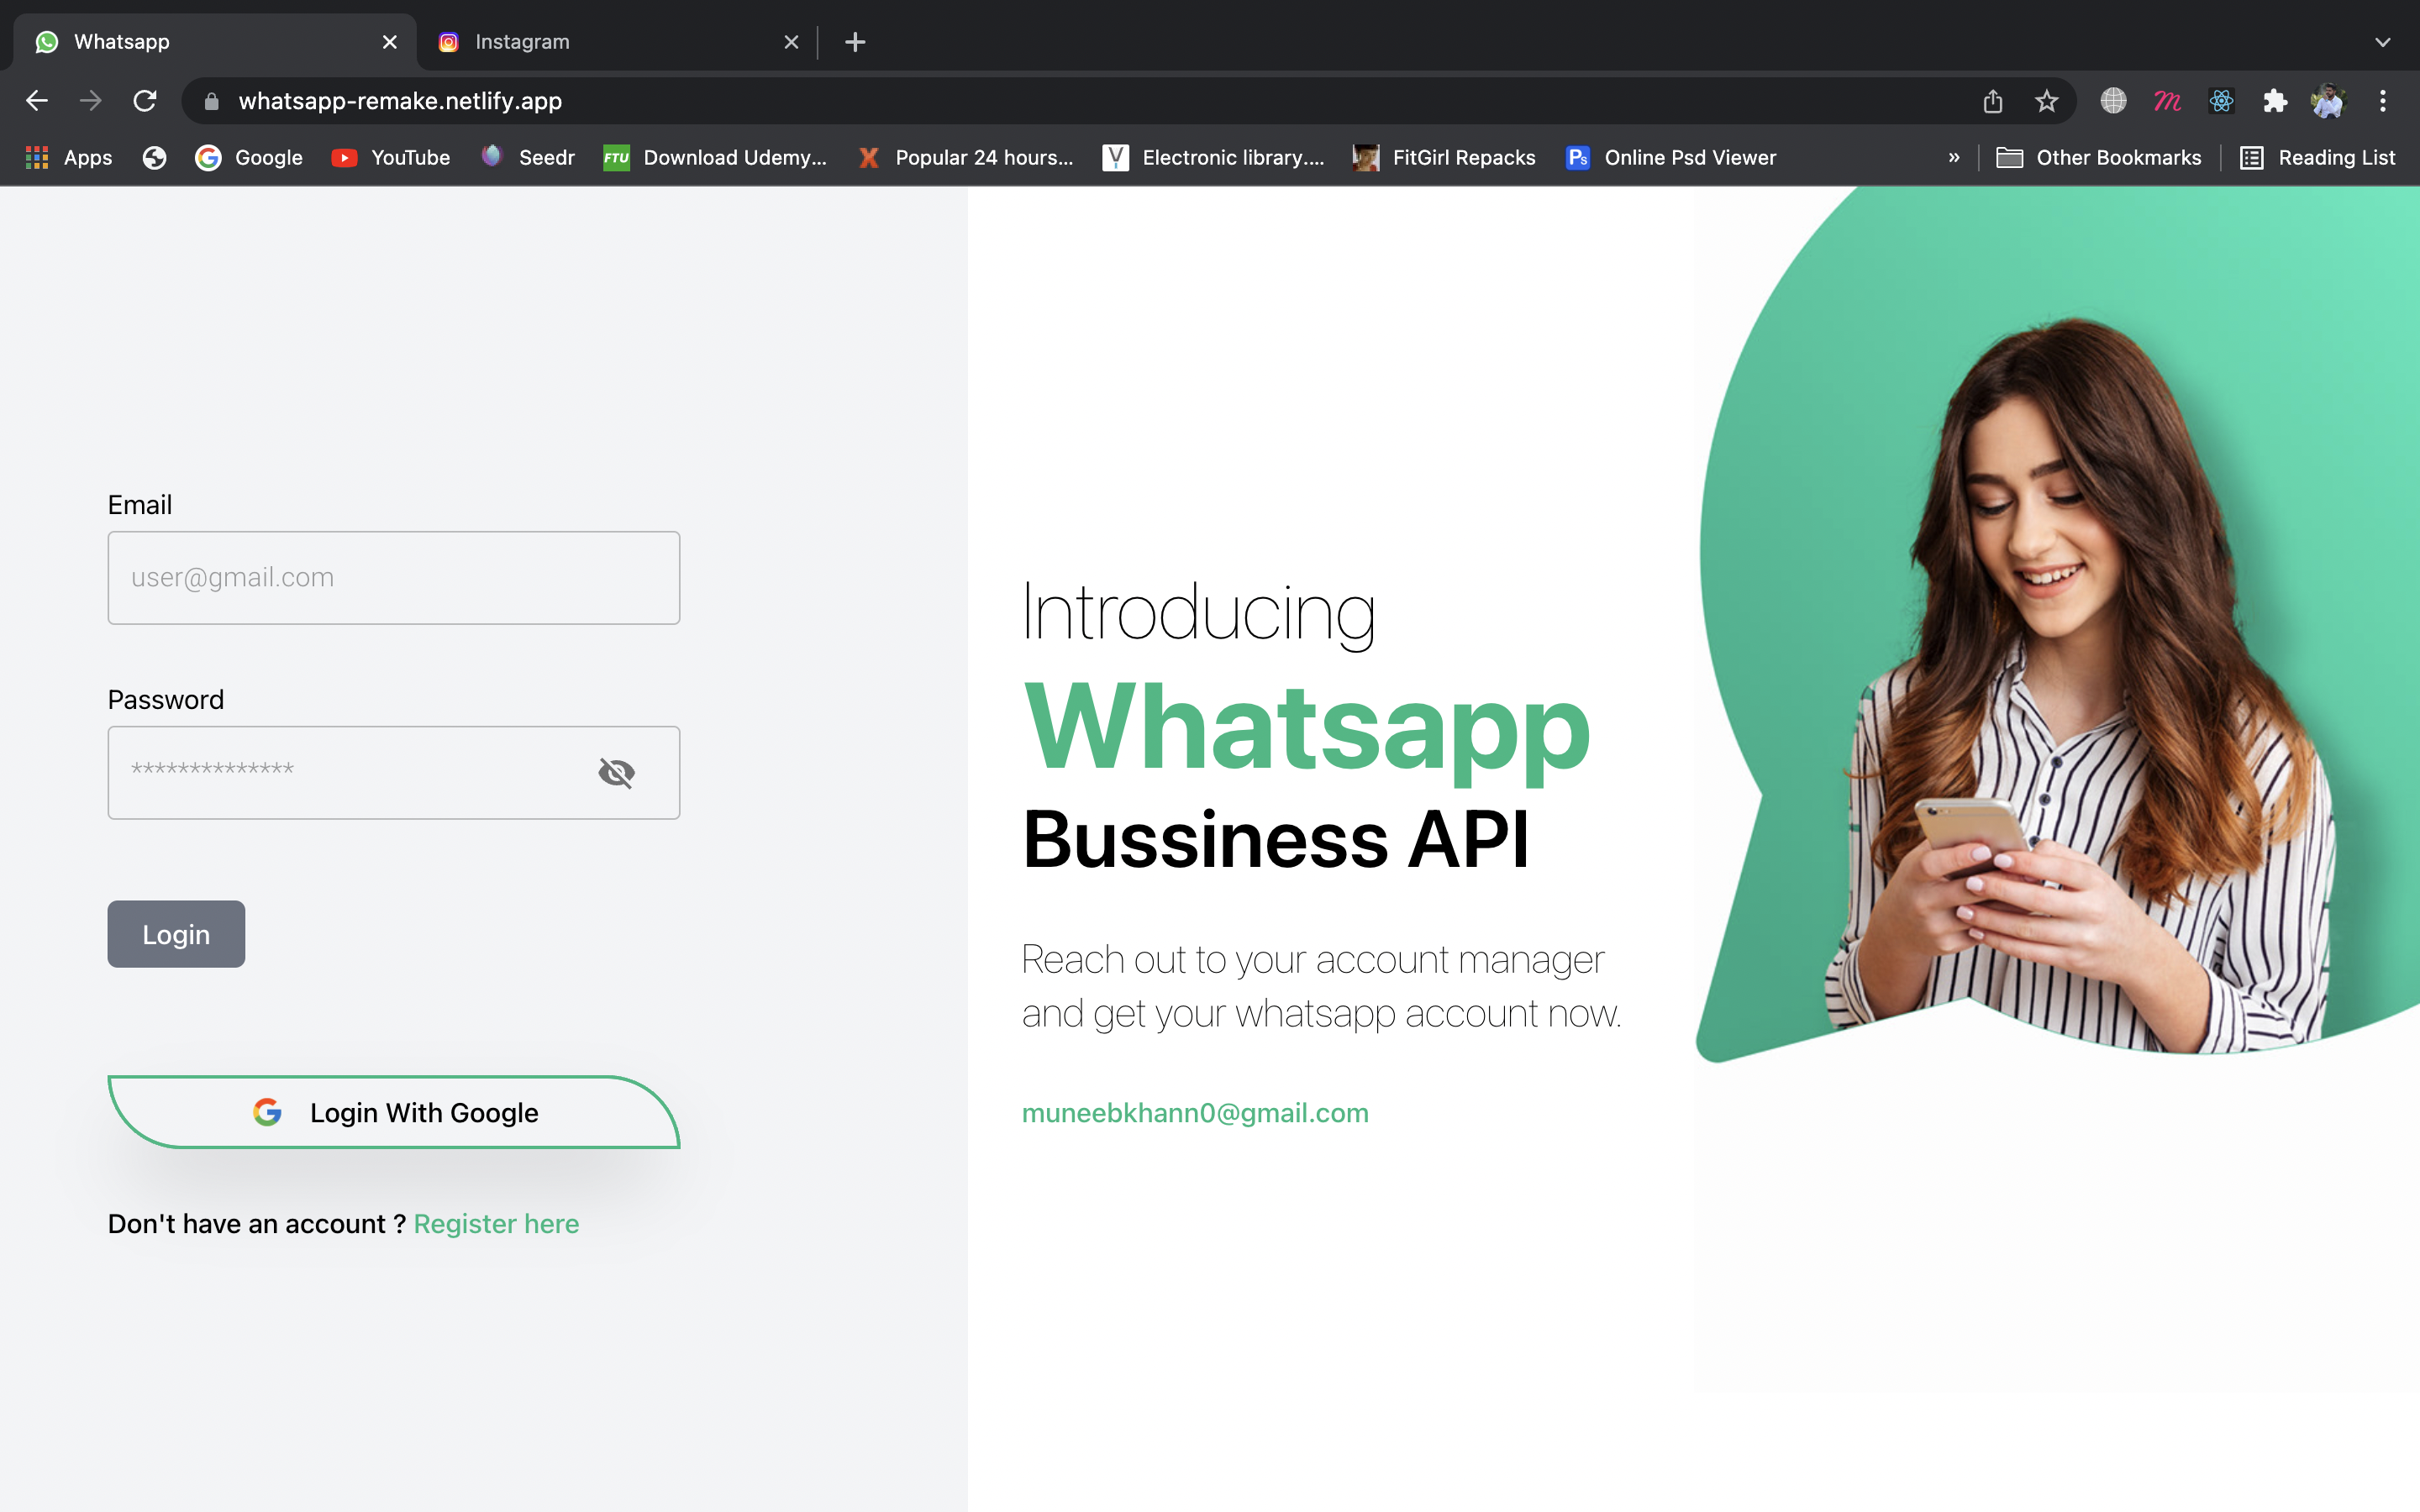 Whatsapp
Instagram
whatsapp-remake.netlify.app
Apps
Google
YouTube
Seedr
FTU
Download Udemy...
Popular 24 hours...
Electronic library....
FitGirl Repacks
Ps
Online Psd Viewer
»
Other Bookmarks
Reading List
Email
user@gmail.com
Password
**************
Login
Login With Google
Don't have an account ? Register here
Introducing
Whatsapp
Bussiness API
Reach out to your account manager
and get your whatsapp account now.
muneebkhann0@gmail.com